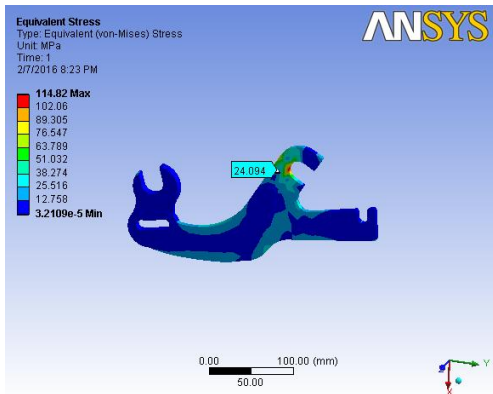 Equivalent Stress
Type: Equivalent (von-Mises) Stress
Unit: MPa
Time: 1
2/7/2016 8:23 PM
ANSYS
114.82 Max
102.06
89.305
76.547
63.789
51.032
38.274
25.516
12.758
3.2109e-5 Min
24.094
0.00
100.00 (mm)
50.00
Y
X